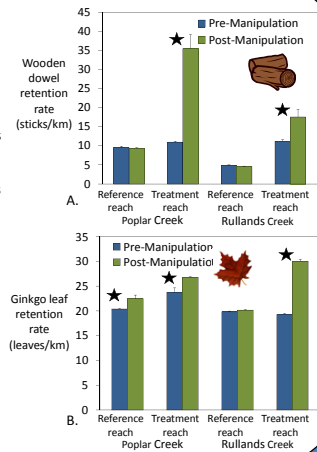 45
40
35
30
25
20
15
10
5
0
Wooden
dowel
retention
rate
(sticks/km)
Pre-Manipulation
Post-Manipulation
A.
Reference reach
Treatment reach
Reference reach
Treatment reach
Poplar Creek
Rullands Creek
35
30
25
20
15
10
5
0
Ginkgo leaf
retention
rate
(leaves/km)
Pre-Manipulation
Post-Manipulation
B.
Reference reach
Treatment reach
Reference reach
Treatment reach
Poplar Creek
Rullands Creek